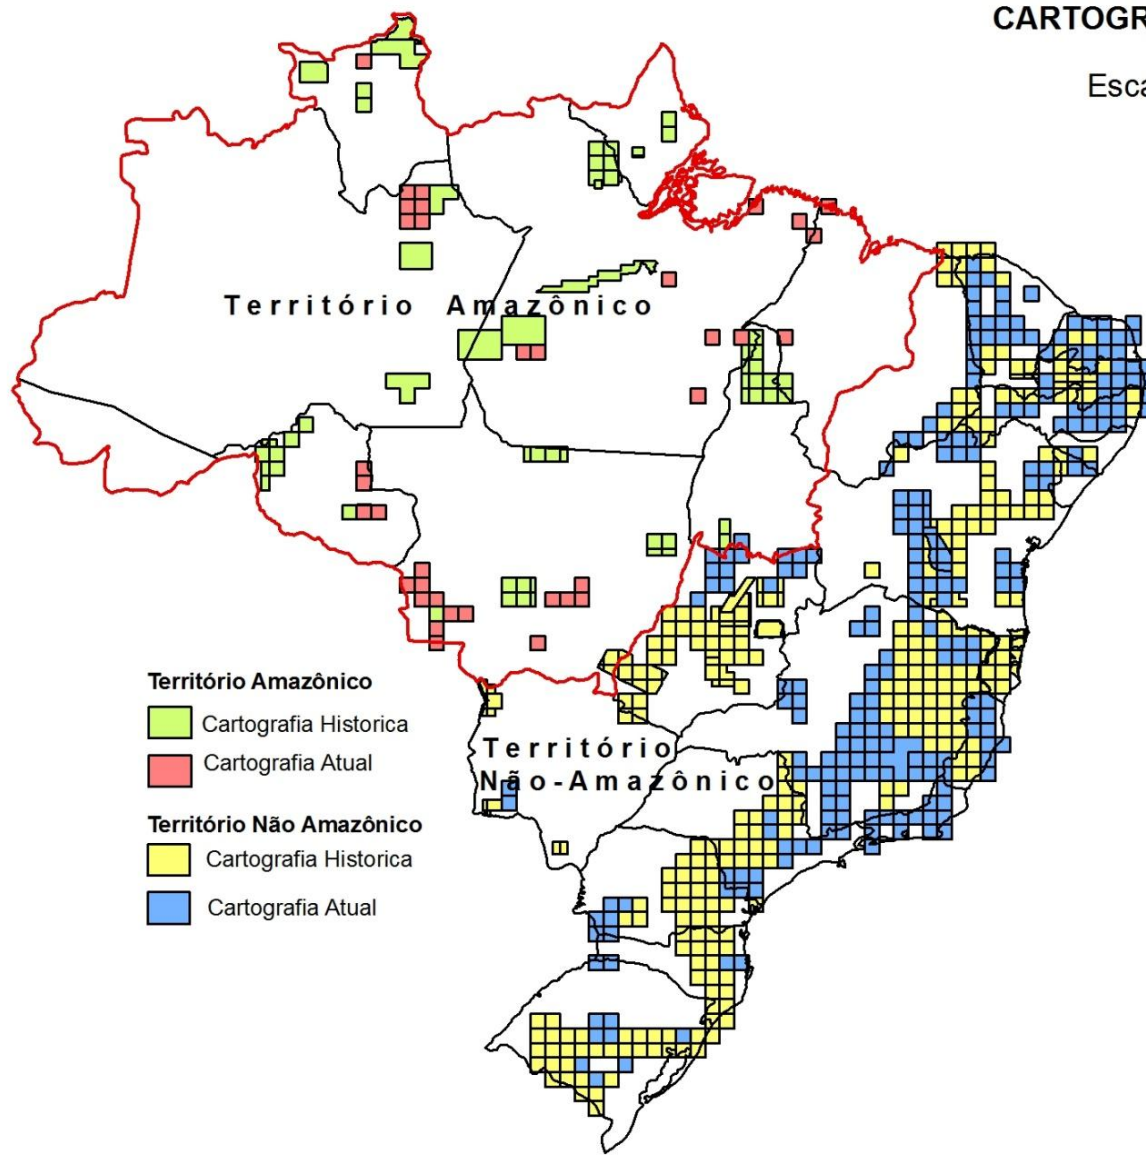 CARTOGR
Esca
Território Amazônico
Território Amazônico
Cartografia Historica
Cartografia Atual
Território
Não-Amazônico
Território Não Amazônico
Cartografia Historica
Cartografia Atual